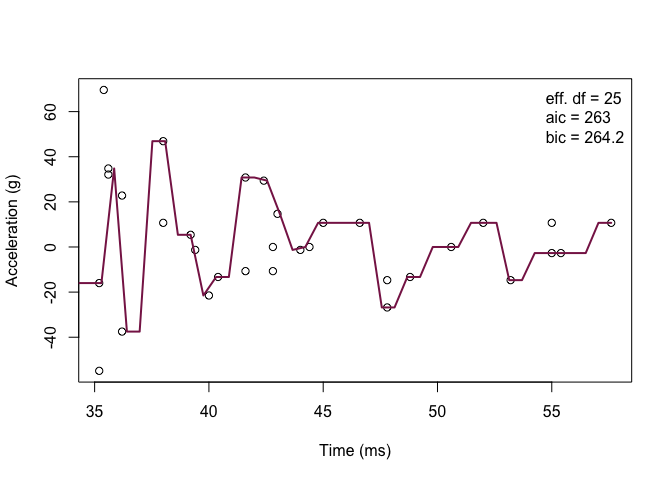 eff. df = 25
aic = 263
bic = 264.2
60
40
20
0
-20
-40
Acceleration (g)
35 40 45 50 55
Time (ms)